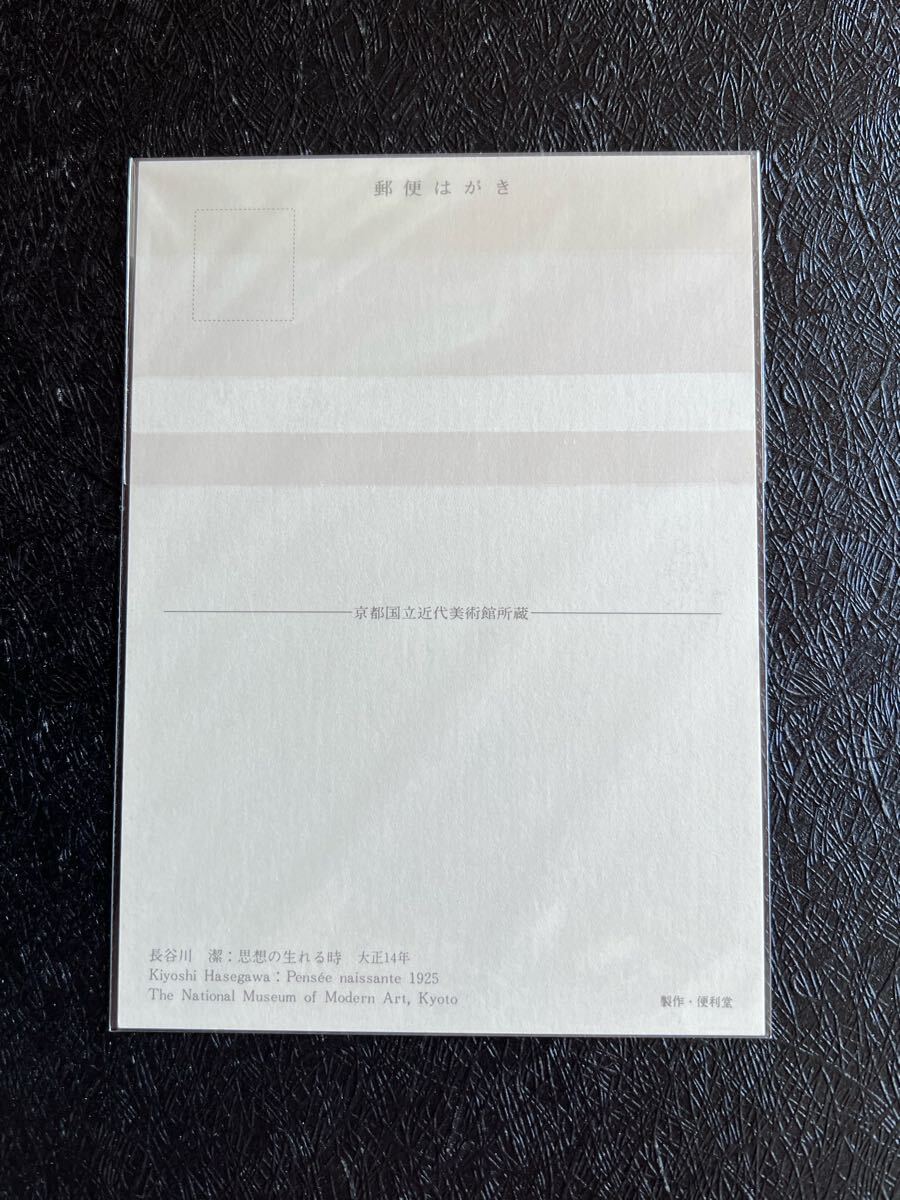 郵便はがき
京都国立近代美術館所蔵
長谷川　潔：思想の生れる時　大正14年
Kiyoshi Hasegawa : Pensée naissante 1925
The National Museum of Modern Art, Kyoto
製作・便利堂